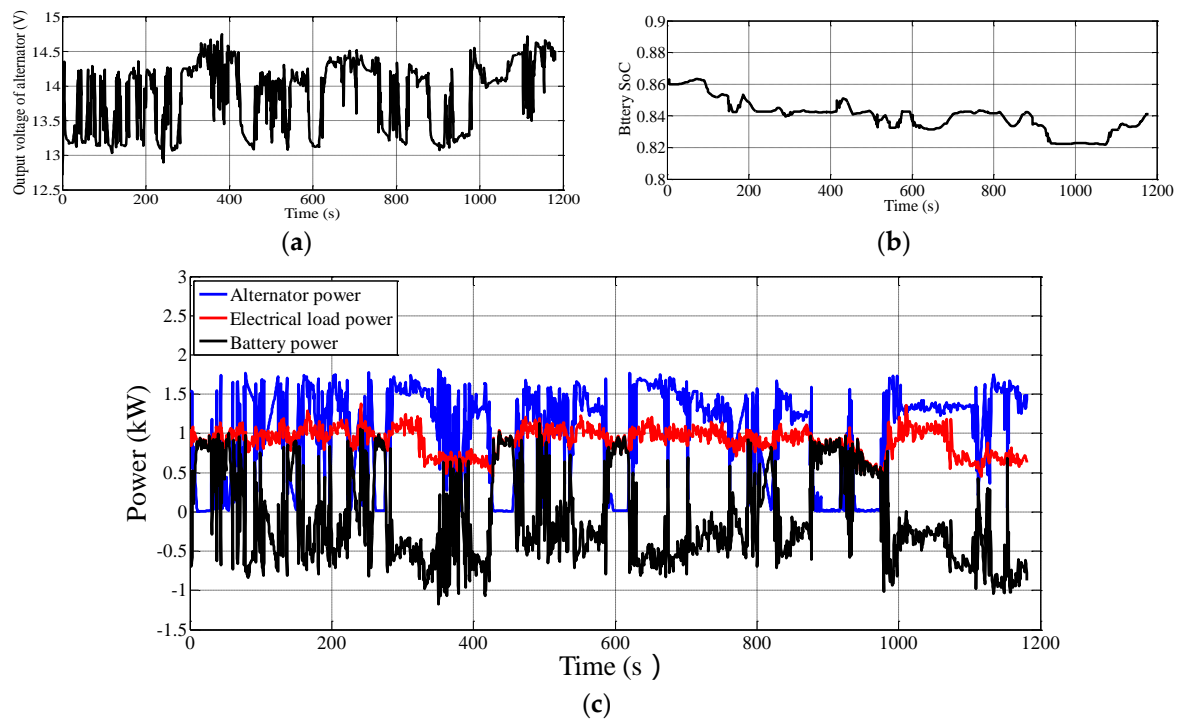 Output voltage of alternator (V)
15
14.5
14
13.5
13
12.5
0 200 400 600 800 1000 1200
Time (s)
(a)
Bttery SoC
0.9
0.88
0.86
0.84
0.82
0.8
0 200 400 600 800 1000 1200
Time (s)
(b)
Power (kW)
3
2.5
2
1.5
1
0.5
0
-0.5
-1
-1.5
Alternator power
Electrical load power
Battery power
0 200 400 600 800 1000 1200
Time (s )
(c)